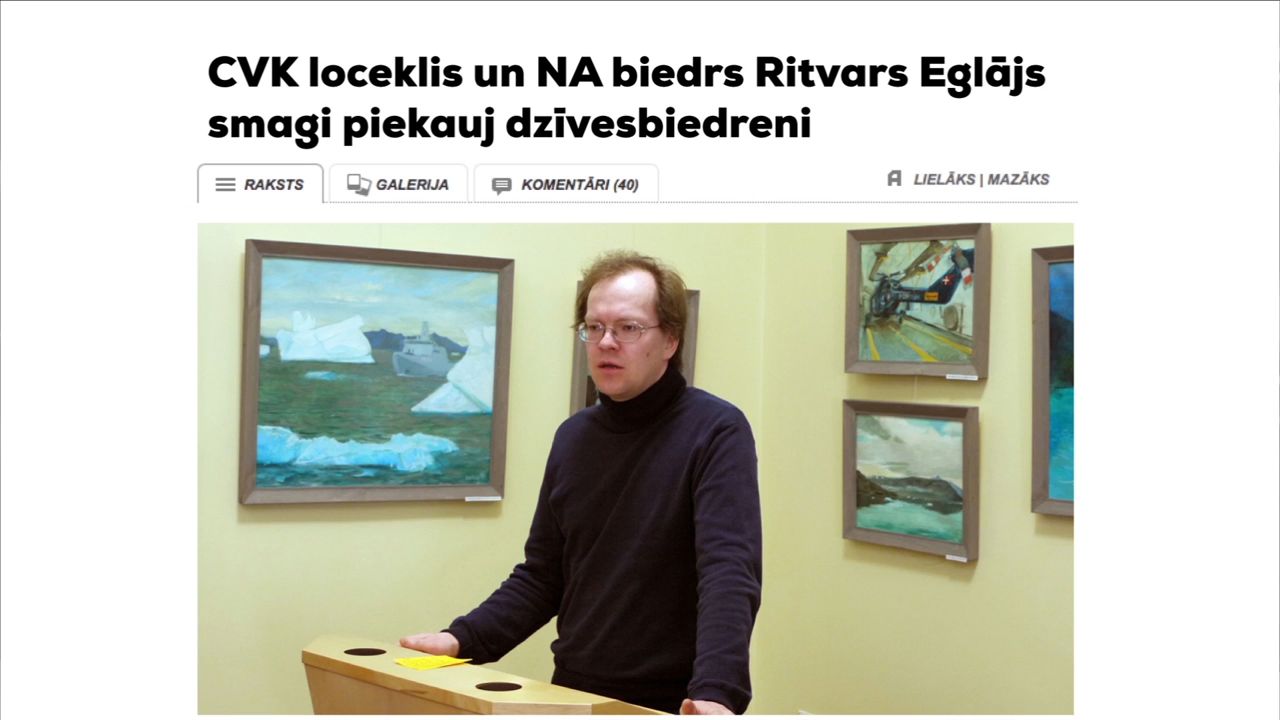 CVK loceklis un NA biedrs Ritvars Eglājs
smagi piekauj dzīvesbiedreni
RAKSTS
GALERIJA
KOMENTĀRI (40)
A LIELĀKS | MAZĀKS